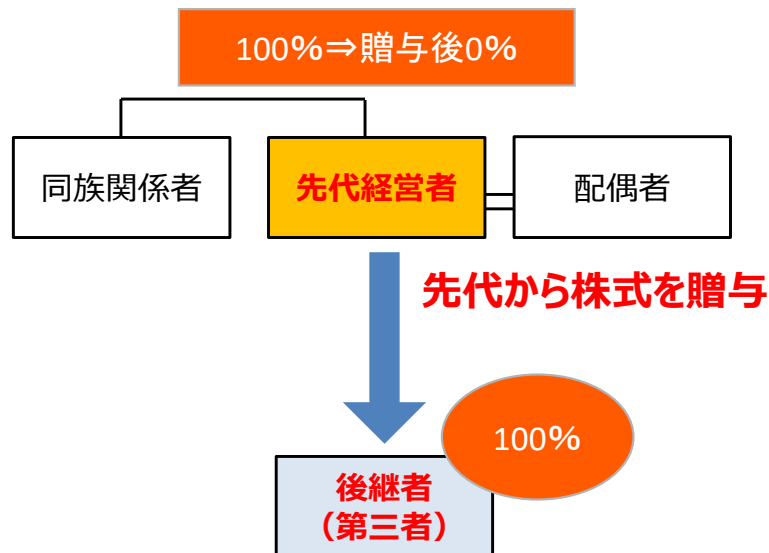 100%⇒贈与後0%
同族関係者
先代経営者
配偶者
先代から株式を贈与
100%
後継者
（第三者）